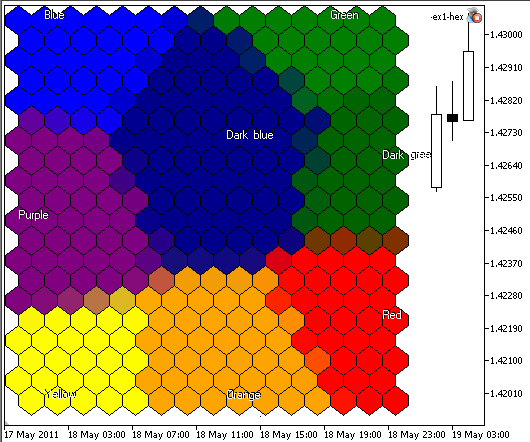 Blue
Green
-ex1-hex
1.43000
1.42910
1.42820
Dark blue
1.42730
Dark gree
1.42640
1.42550
Purple
1.42460
1.42370
1.42280
Red
1.42190
1.42100
Yellow
Orange
1.42010
17 May 2011 18 May 03:00 18 May 07:00 18 May 11:00 18 May 15:00 18 May 19:00 18 May 23:00 19 May 03:00